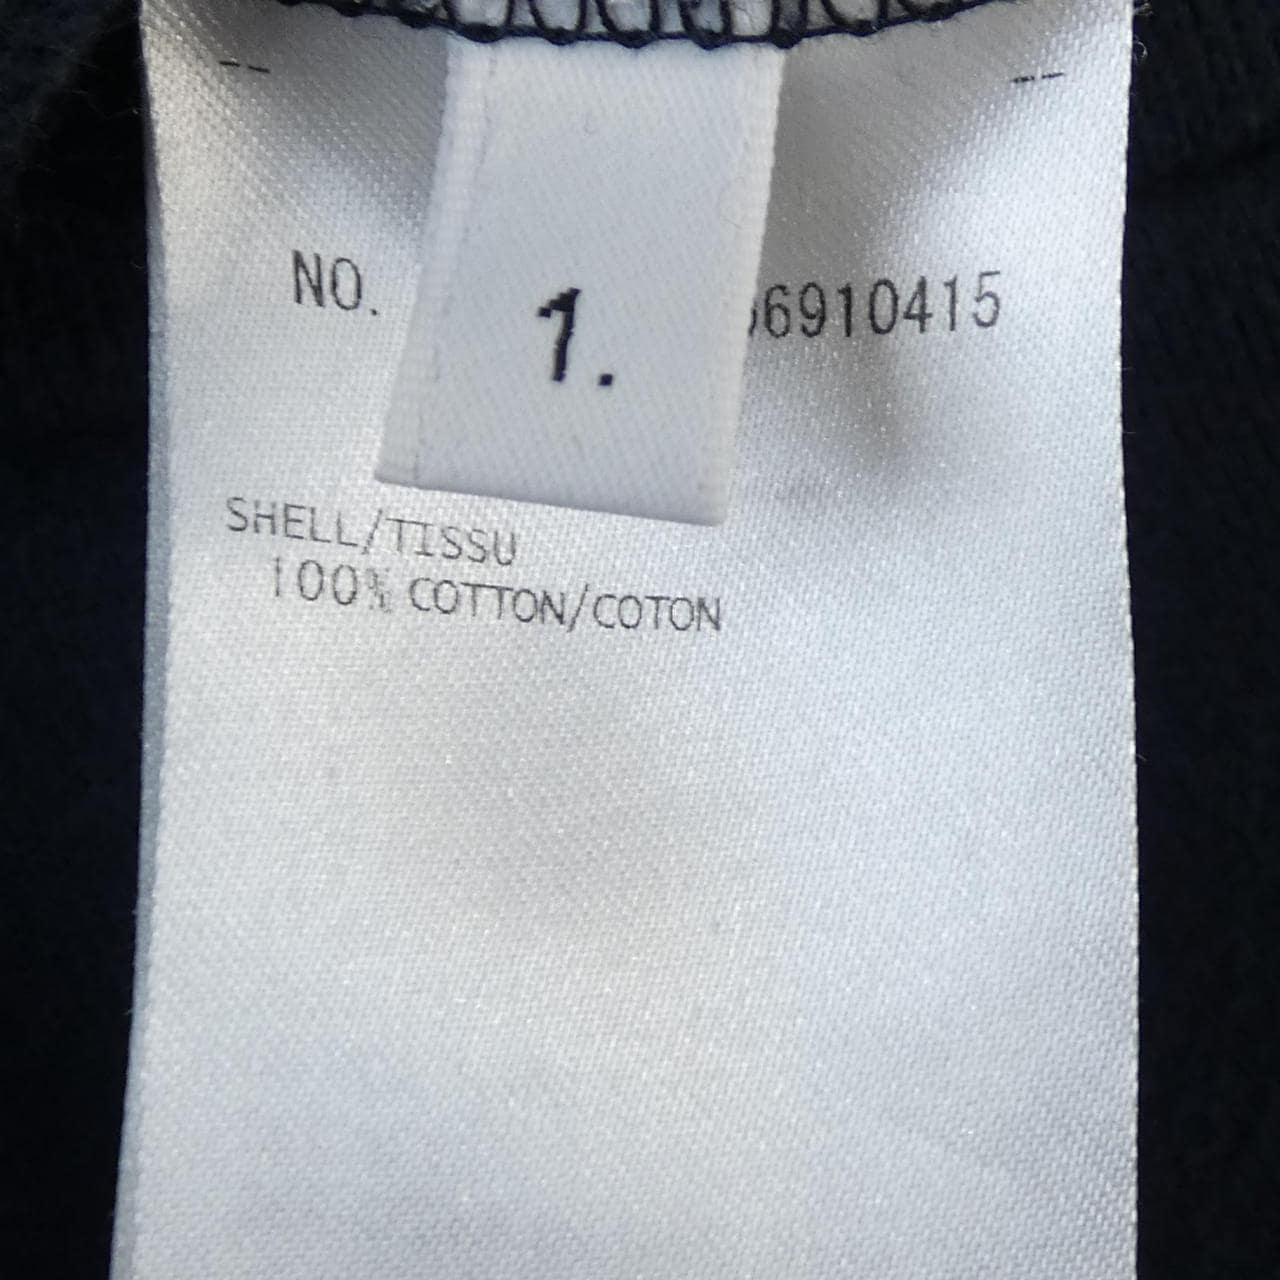 NO. 6910415
1.
SHELL/TISSU
100% COTTON/COTON